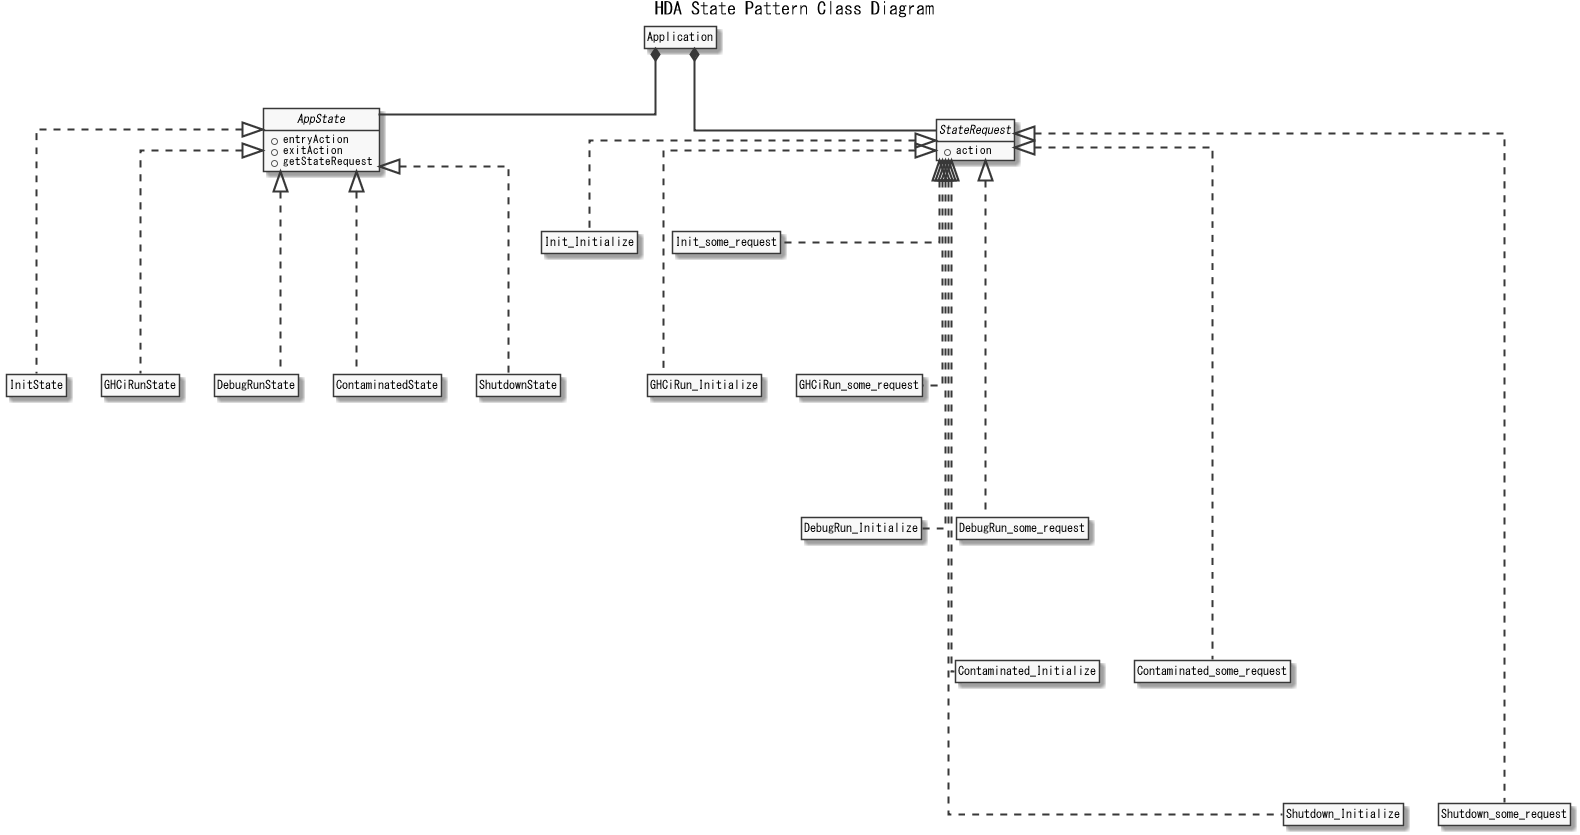 HDA State Pattern Class Diagram
Application
AppState
entryAction
exitAction
getStateRequest
StateRequest
action
Init_Initialize
Init_some_request
InitState
GHCiRunState
DebugRunState
ContaminatedState
ShutdownState
GHCiRun_Initialize
GHCiRun_some_request
DebugRun_Initialize
DebugRun_some_request
Contaminated_Initialize
Contaminated_some_request
Shutdown_Initialize
Shutdown_some_request